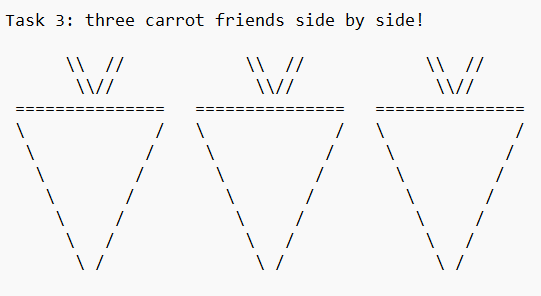 Task 3: three carrot friends side by side!

      \\  //            \\  //            \\  //
       \\//              \\//              \\//
 ===============   ===============   ===============
 \             /   \             /   \             /
  \           /     \           /     \           /
   \         /       \         /       \         /
    \       /         \       /         \       /
     \     /           \     /           \     /
      \   /             \   /             \   /
       \ /               \ /               \ /